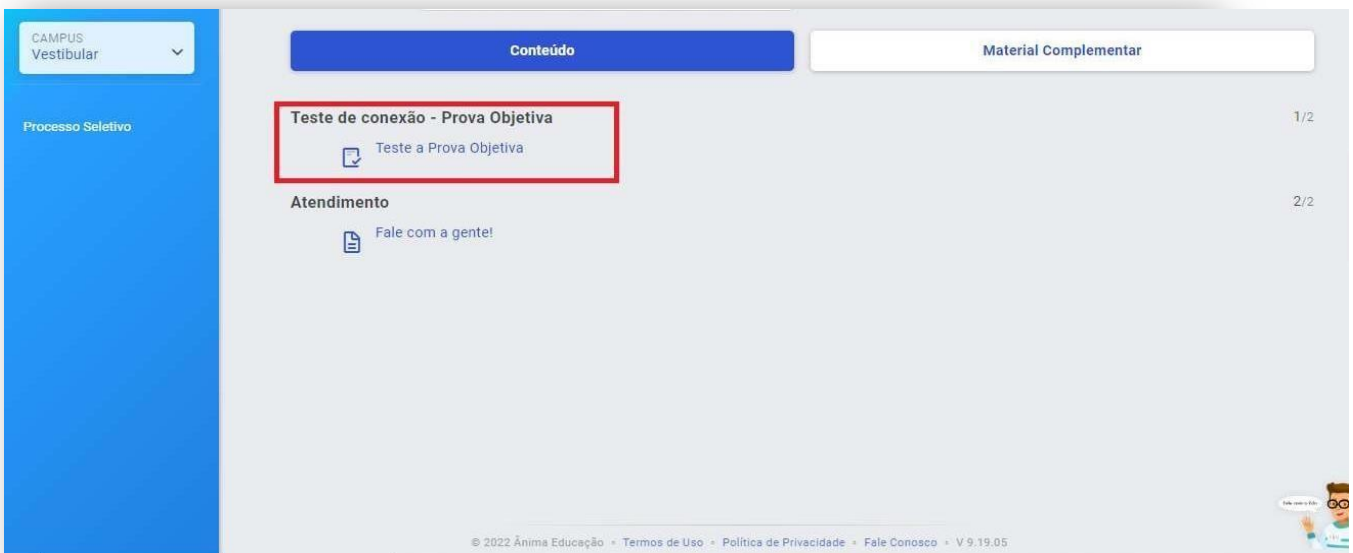 CAMPUS
Vestibular
Processo Seletivo
Conteúdo
Material Complementar
Teste de conexão - Prova Objetiva
1/2
Teste a Prova Objetiva
Atendimento
2/2
Fale com a gente!
© 2022 Ânima Educação • Termos de Uso • Política de Privacidade • Fale Conosco • V 9.19.05